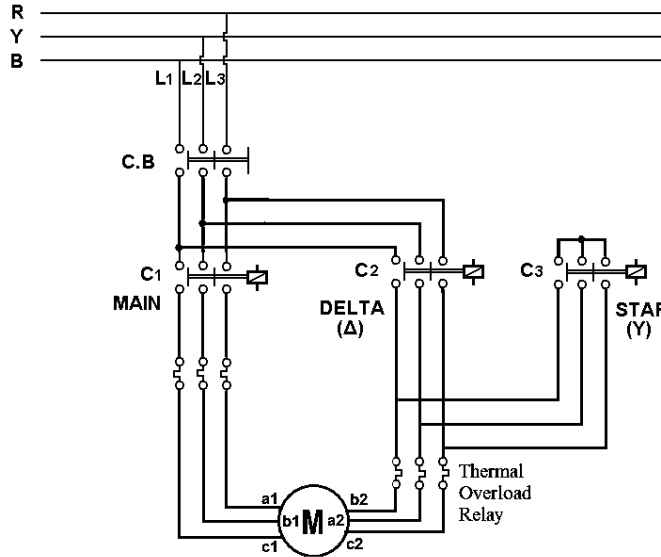 R
Y
B
L1 L2 L3
C.B
C1
MAIN
C2
DELTA
(Δ)
C3
STAR
(Y)
Thermal
Overload
Relay
a1
b1
c1
M
b2
a2
c2